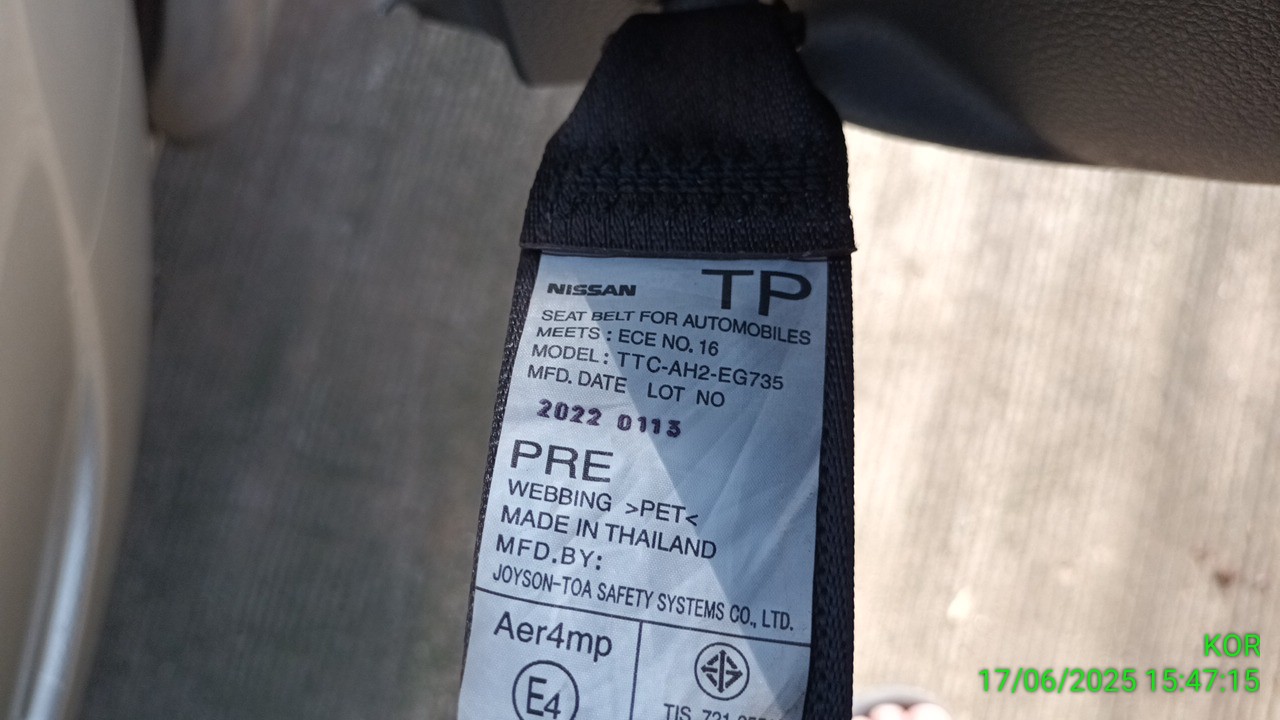 NISSAN TP
SEAT BELT FOR AUTOMOBILES
MEETS : ECE NO. 16
MODEL : TTC-AH2-EG735
MFD. DATE LOT NO
2022 0113
PRE
WEBBING >PET<
MADE IN THAILAND
MFD.BY:
JOYSON-TOA SAFETY SYSTEMS CO., LTD.
Aer4mp
E4
TIS 721
KOR
17/06/2025 15:47:15